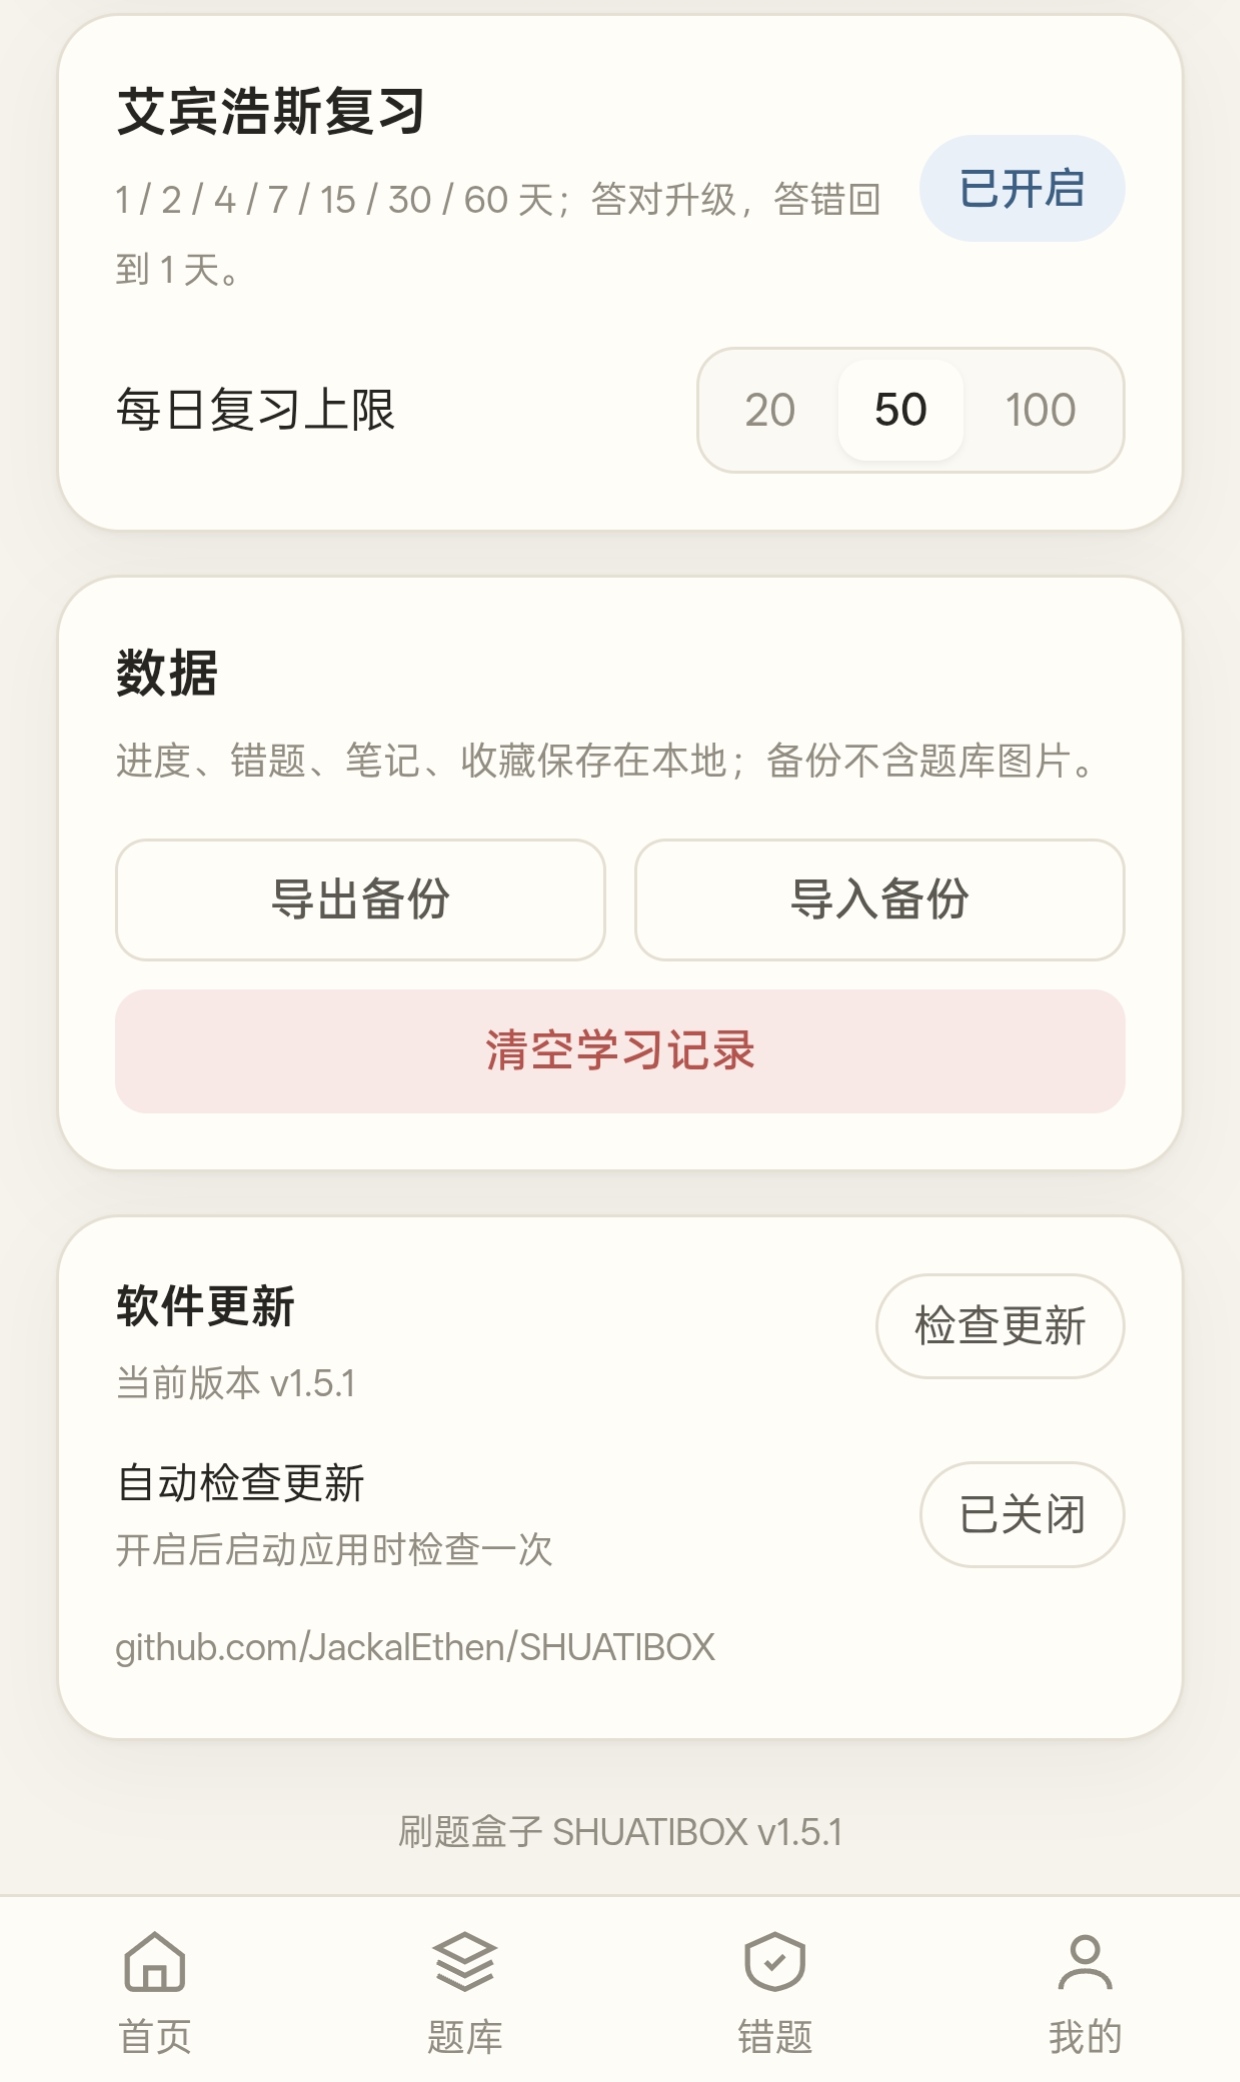 艾宾浩斯复习
1 / 2 / 4 / 7 / 15 / 30 / 60 天；答对升级，答错回
到 1 天。
已开启
每日复习上限
20 50 100
数据
进度、错题、笔记、收藏保存在本地；备份不含题库图片。
导出备份 导入备份
清空学习记录
软件更新
当前版本 v1.5.1
检查更新
自动检查更新
开启后启动应用时检查一次
已关闭
github.com/JackalEthen/SHUATIBOX
刷题盒子 SHUATIBOX v1.5.1
首页 题库 错题 我的